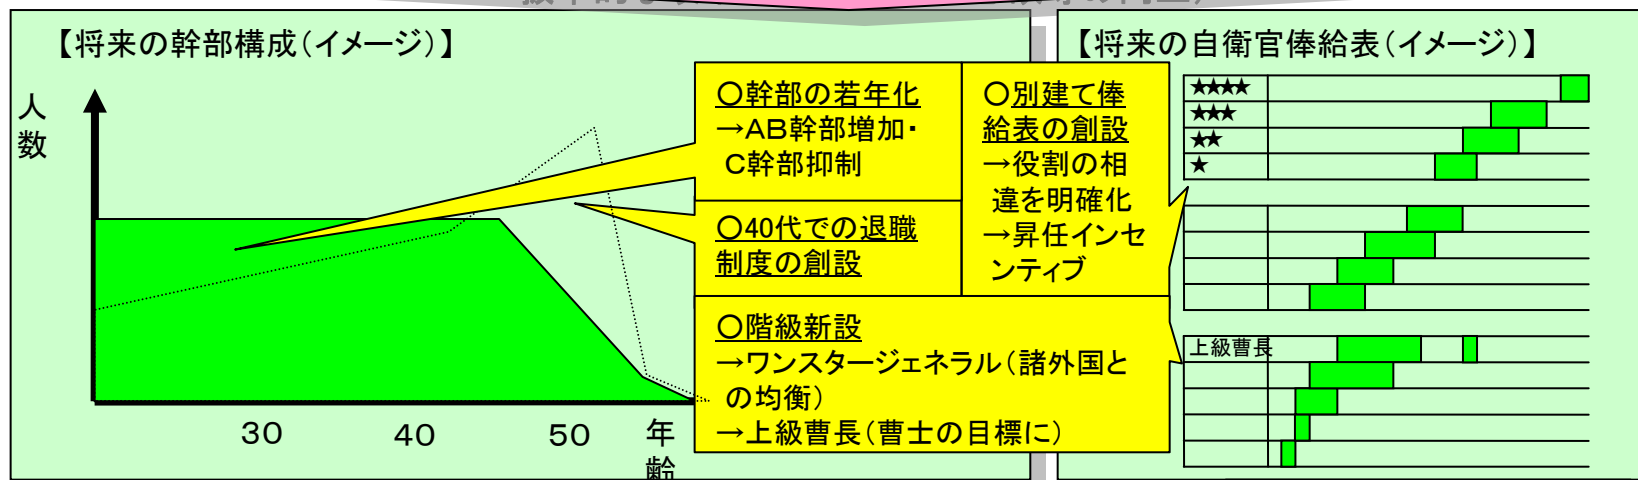 【将来の幹部構成(イメージ)】
人
数
30
40
50
年
齢
〇幹部の若年化
→AB幹部増加・
C幹部抑制
〇40代での退職
制度の創設
〇別建て俸
給表の創設
→役割の相
違を明確化
→昇任インセ
ンティブ
〇階級新設
→ワンスタージェネラル(諸外国と
の均衡)
→上級曹長(曹士の目標に)
【将来の自衛官俸給表(イメージ)】
★★★★
★★★
★★
★
上級曹長